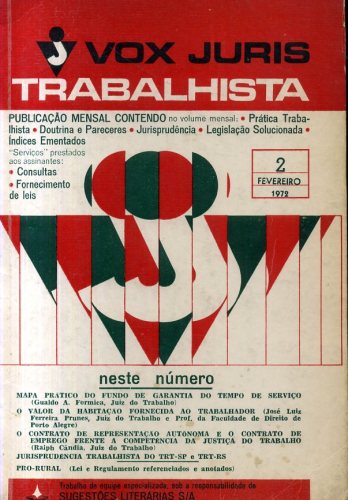 VOX JURIS
TRABALHISTA
PUBLICAÇÃO MENSAL CONTENDO no volume mensal: • Prática Traba-
lhista • Doutrina e Pareceres • Jurisprudência • Legislação Solucionada •
Índices Ementados
"Serviços" prestados
aos assinantes:
• Consultas
• Fornecimento
de leis
2
FEVEREIRO
1972
neste número
MAPA PRÁTICO DO FUNDO DE GARANTIA DO TEMPO DE SERVIÇO
(Gualdo A. Formica, Juiz do Trabalho)
O VALOR DA HABITAÇÃO FORNECIDA AO TRABALHADOR (José Luiz
Ferreira Prunes, Juiz do Trabalho e Prof. da Faculdade de Direito de
Porto Alegre)
O CONTRATO DE REPRESENTAÇÃO AUTÔNOMA E O CONTRATO DE
EMPREGO FRENTE À COMPETÊNCIA DA JUSTIÇA DO TRABALHO
(Ralph Cândia, Juiz do Trabalho)
JURISPRUDÊNCIA TRABALHISTA DO TRT-SP e TRT-RS
PRÓ-RURAL (Lei e Regulamento referenciados e anotados)
Trabalho de equipe especializada, sob a responsabilidade de
SUGESTÕES LITERÁRIAS S/A